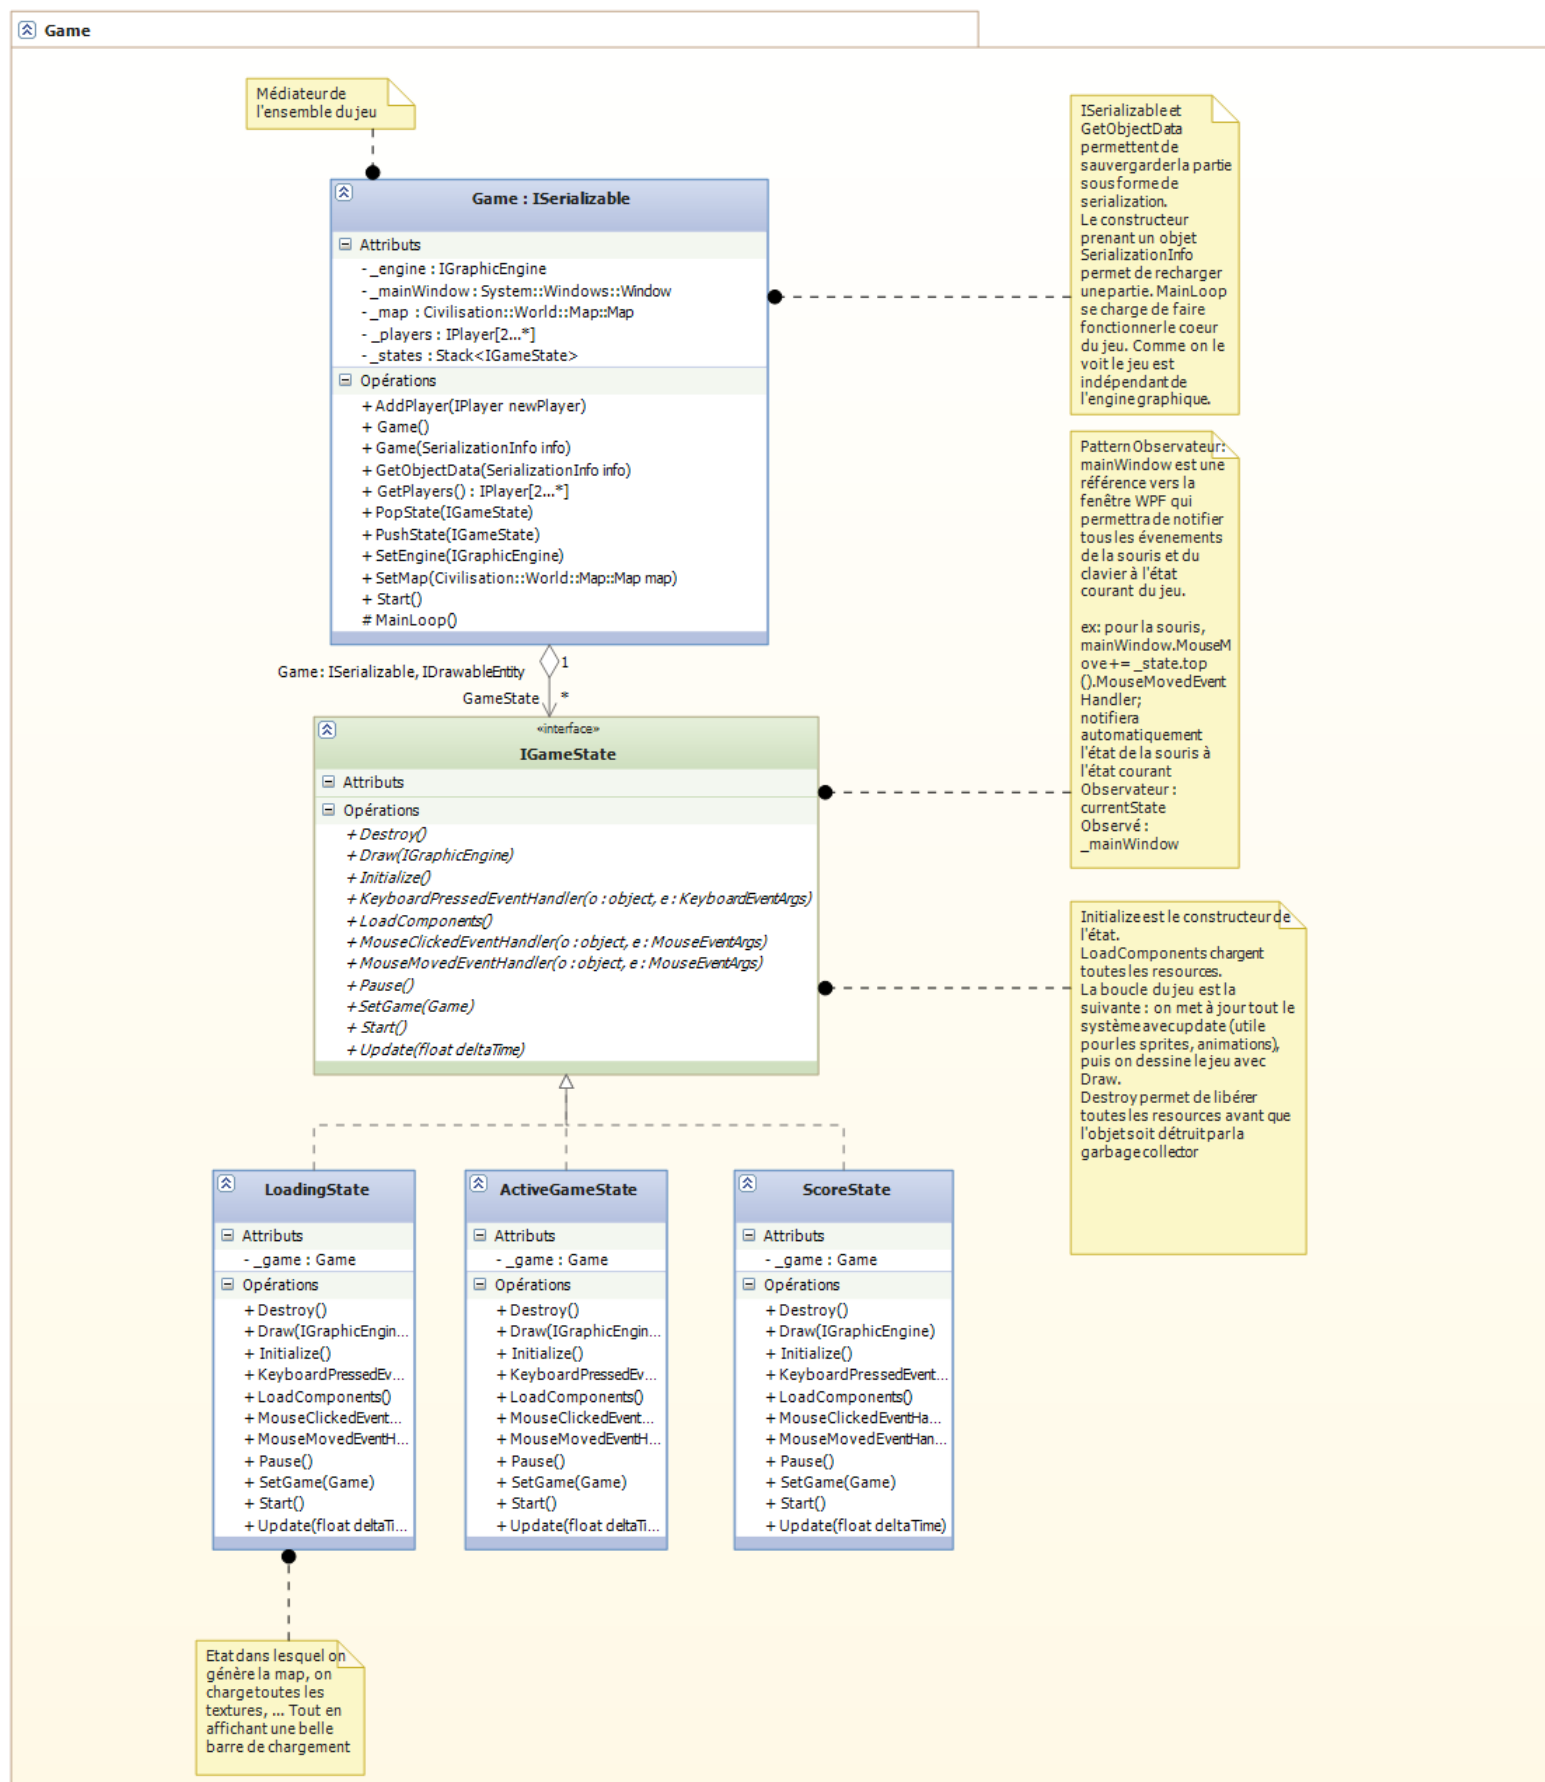 Game
Médiateur de
l'ensemble du jeu
Game : ISerializable
Attributs
- _engine : IGraphicEngine
- _mainWindow : System::Windows::Window
- _map : Civilisation::World::Map::Map
- _players : IPlayer[2...*]
- _states : Stack<IGameState>
Opérations
+ AddPlayer(IPlayer newPlayer)
+ Game()
+ Game(SerializationInfo info)
+ GetObjectData(SerializationInfo info)
+ GetPlayers() : IPlayer[2...*]
+ PopState(IGameState)
+ PushState(IGameState)
+ SetEngine(IGraphicEngine)
+ SetMap(Civilisation::World::Map::Map map)
+ Start()
# MainLoop()
ISerializable et
GetObjectData
permettent de
sauvergarder la partie
sous forme de
serialization.
Le constructeur
prenant un objet
SerializationInfo
permet de recharger
une partie. MainLoop
se charge de faire
fonctionner le coeur
du jeu. Comme on le
voit le jeu est
indépendant de
l'engine graphique.
Pattern Observateur:
mainWindow est une
référence vers la
fenêtre WPF qui
permettra de notifier
tous les évenements
de la souris et du
clavier à l'état
courant du jeu.
ex: pour la souris,
mainWindow.MouseM
ove += _state.top
().MouseMovedEvent
Handler;
notifiera
automatiquement
l'état de la souris à
l'état courant
Observateur :
currentState
Observé :
_mainWindow
1
Game : ISerializable, IDrawableEntity
GameState
*
«interface»
IGameState
Attributs
Opérations
+ Destroy()
+ Draw(IGraphicEngine)
+ Initialize()
+ KeyboardPressedEventHandler(o : object, e : KeyboardEventArgs)
+ LoadComponents()
+ MouseClickedEventHandler(o : object, e : MouseEventArgs)
+ MouseMovedEventHandler(o : object, e : MouseEventArgs)
+ Pause()
+ SetGame(Game)
+ Start()
+ Update(float deltaTime)
Initialize est le constructeur de
l'état.
LoadComponents chargent
toutes les resources.
La boucle du jeu est la
suivante : on met à jour tout le
système avec update (utile
pour les sprites, animations),
puis on dessine le jeu avec
Draw.
Destroy permet de libérer
toutes les resources avant que
l'objet soit détruit par la
garbage collector
LoadingState
Attributs
- _game : Game
Opérations
+ Destroy()
+ Draw(IGraphicEngin...
+ Initialize()
+ KeyboardPressedEv...
+ LoadComponents()
+ MouseClickedEvent...
+ MouseMovedEventH...
+ Pause()
+ SetGame(Game)
+ Start()
+ Update(float deltaTi...
ActiveGameState
Attributs
- _game : Game
Opérations
+ Destroy()
+ Draw(IGraphicEngin...
+ Initialize()
+ KeyboardPressedEv...
+ LoadComponents()
+ MouseClickedEvent...
+ MouseMovedEventH...
+ Pause()
+ SetGame(Game)
+ Start()
+ Update(float deltaTi...
ScoreState
Attributs
- _game : Game
Opérations
+ Destroy()
+ Draw(IGraphicEngine)
+ Initialize()
+ KeyboardPressedEvent...
+ LoadComponents()
+ MouseClickedEventHa...
+ MouseMovedEventHan...
+ Pause()
+ SetGame(Game)
+ Start()
+ Update(float deltaTime)
Etat dans lesquel on
génère la map, on
charge toutes les
textures, ... Tout en
affichant une belle
barre de chargement